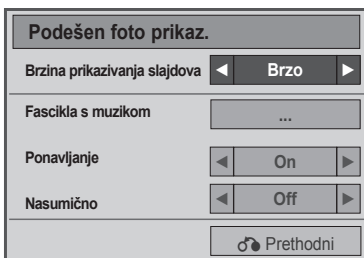 Podešen foto prikaz.
Brzina prikazivanja slajdova ◄ Brzo ►
Fascikla s muzikom ...
Ponavljanje ◄ On ►
Nasumično ◄ Off ►
Prethodni